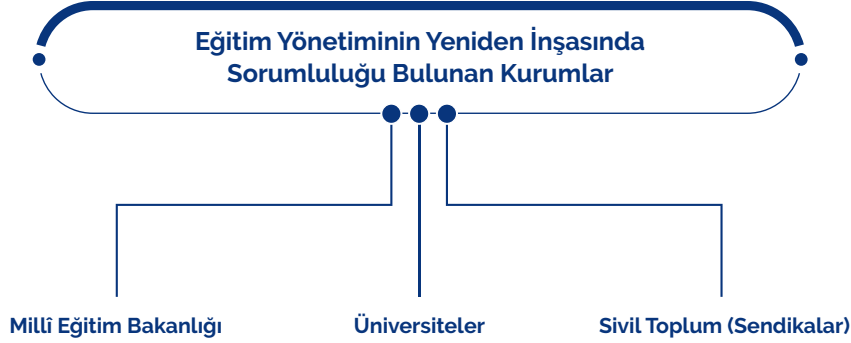 Eğitim Yönetiminin Yeniden İnşasında
Sorumluluğu Bulunan Kurumlar
Millî Eğitim Bakanlığı
Üniversiteler
Sivil Toplum (Sendikalar)